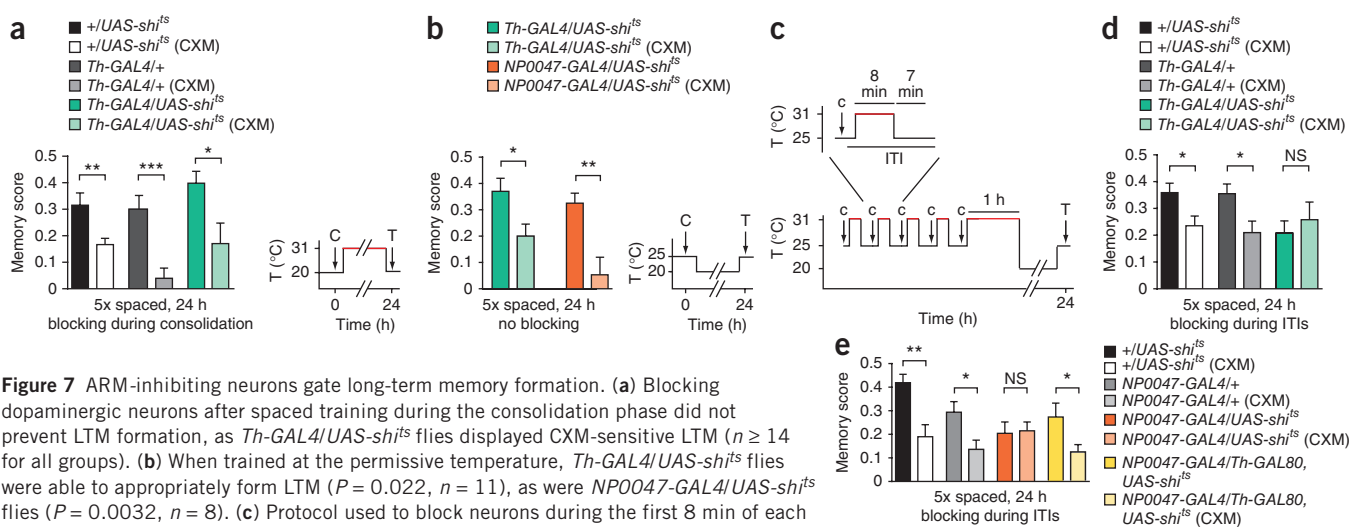 a
+/UAS-shi^ts
+/UAS-shi^ts (CXM)
Th-GAL4/+
Th-GAL4/+ (CXM)
Th-GAL4/UAS-shi^ts
Th-GAL4/UAS-shi^ts (CXM)
Memory score
0.5
0.4
0.3
0.2
0.1
0
**
***
*
5x spaced, 24 h
blocking during consolidation
T (°C)
31
20
C
T
0
24
Time (h)
b
Th-GAL4/UAS-shi^ts
Th-GAL4/UAS-shi^ts (CXM)
NP0047-GAL4/UAS-shi^ts
NP0047-GAL4/UAS-shi^ts (CXM)
Memory score
0.5
0.4
0.3
0.2
0.1
0
*
**
5x spaced, 24 h
no blocking
T (°C)
25
20
C
T
0
24
Time (h)
c
8
min
7
min
T (°C)
31
25
c
ITI
T (°C)
31
25
20
c
c
c
c
c
1 h
T
24
Time (h)
d
+/UAS-shi^ts
+/UAS-shi^ts (CXM)
Th-GAL4/+
Th-GAL4/+ (CXM)
Th-GAL4/UAS-shi^ts
Th-GAL4/UAS-shi^ts (CXM)
Memory score
0.5
0.4
0.3
0.2
0.1
0
*
*
NS
5x spaced, 24 h
blocking during ITIs
e
Memory score
0.5
0.4
0.3
0.2
0.1
0
**
*
NS
*
5x spaced, 24 h
blocking during ITIs
+/UAS-shi^ts
+/UAS-shi^ts (CXM)
NP0047-GAL4/+
NP0047-GAL4/+ (CXM)
NP0047-GAL4/UAS-shi^ts
NP0047-GAL4/UAS-shi^ts (CXM)
NP0047-GAL4/Th-GAL80,
UAS-shi^ts
NP0047-GAL4/Th-GAL80,
UAS-shi^ts (CXM)
Figure 7 ARM-inhibiting neurons gate long-term memory formation. (a) Blocking
dopaminergic neurons after spaced training during the consolidation phase did not
prevent LTM formation, as Th-GAL4/UAS-shi^ts flies displayed CXM-sensitive LTM (n ≥ 14
for all groups). (b) When trained at the permissive temperature, Th-GAL4/UAS-shi^ts flies
were able to appropriately form LTM (P = 0.022, n = 11), as were NP0047-GAL4/UAS-shi^ts
flies (P = 0.0032, n = 8). (c) Protocol used to block neurons during the first 8 min of each